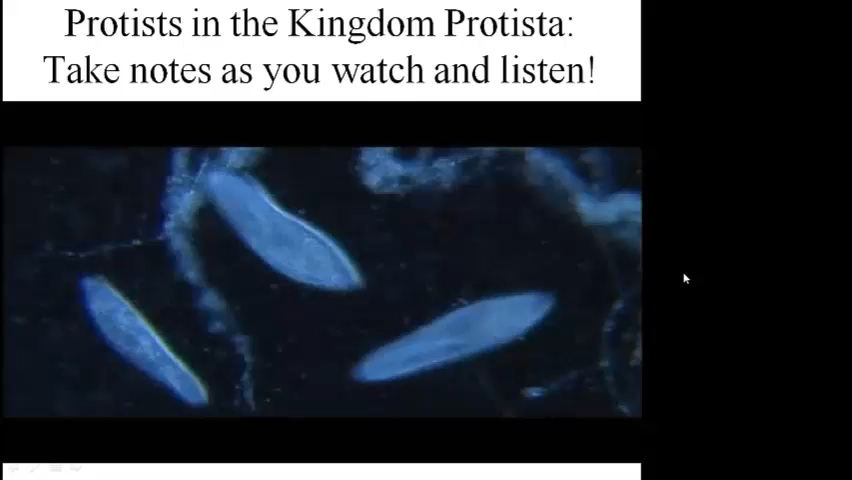 Protists in the Kingdom Protista:
Take notes as you watch and listen!